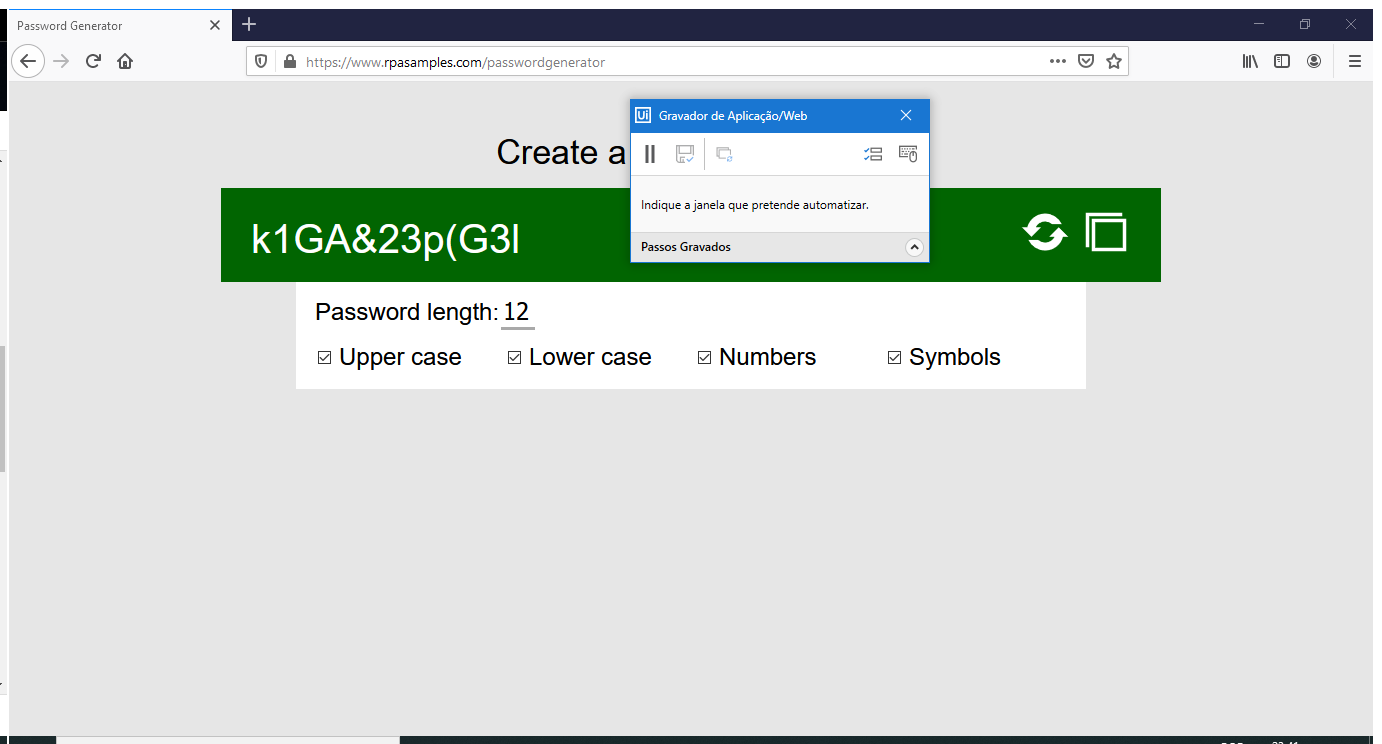 Password Generator
https://www.rpasamples.com/passwordgenerator
Ui Gravador de Aplicação/Web
Create a
Indique a janela que pretende automatizar.
Passos Gravados
k1GA&23p(G3l
Password length: 12
Upper case Lower case Numbers Symbols